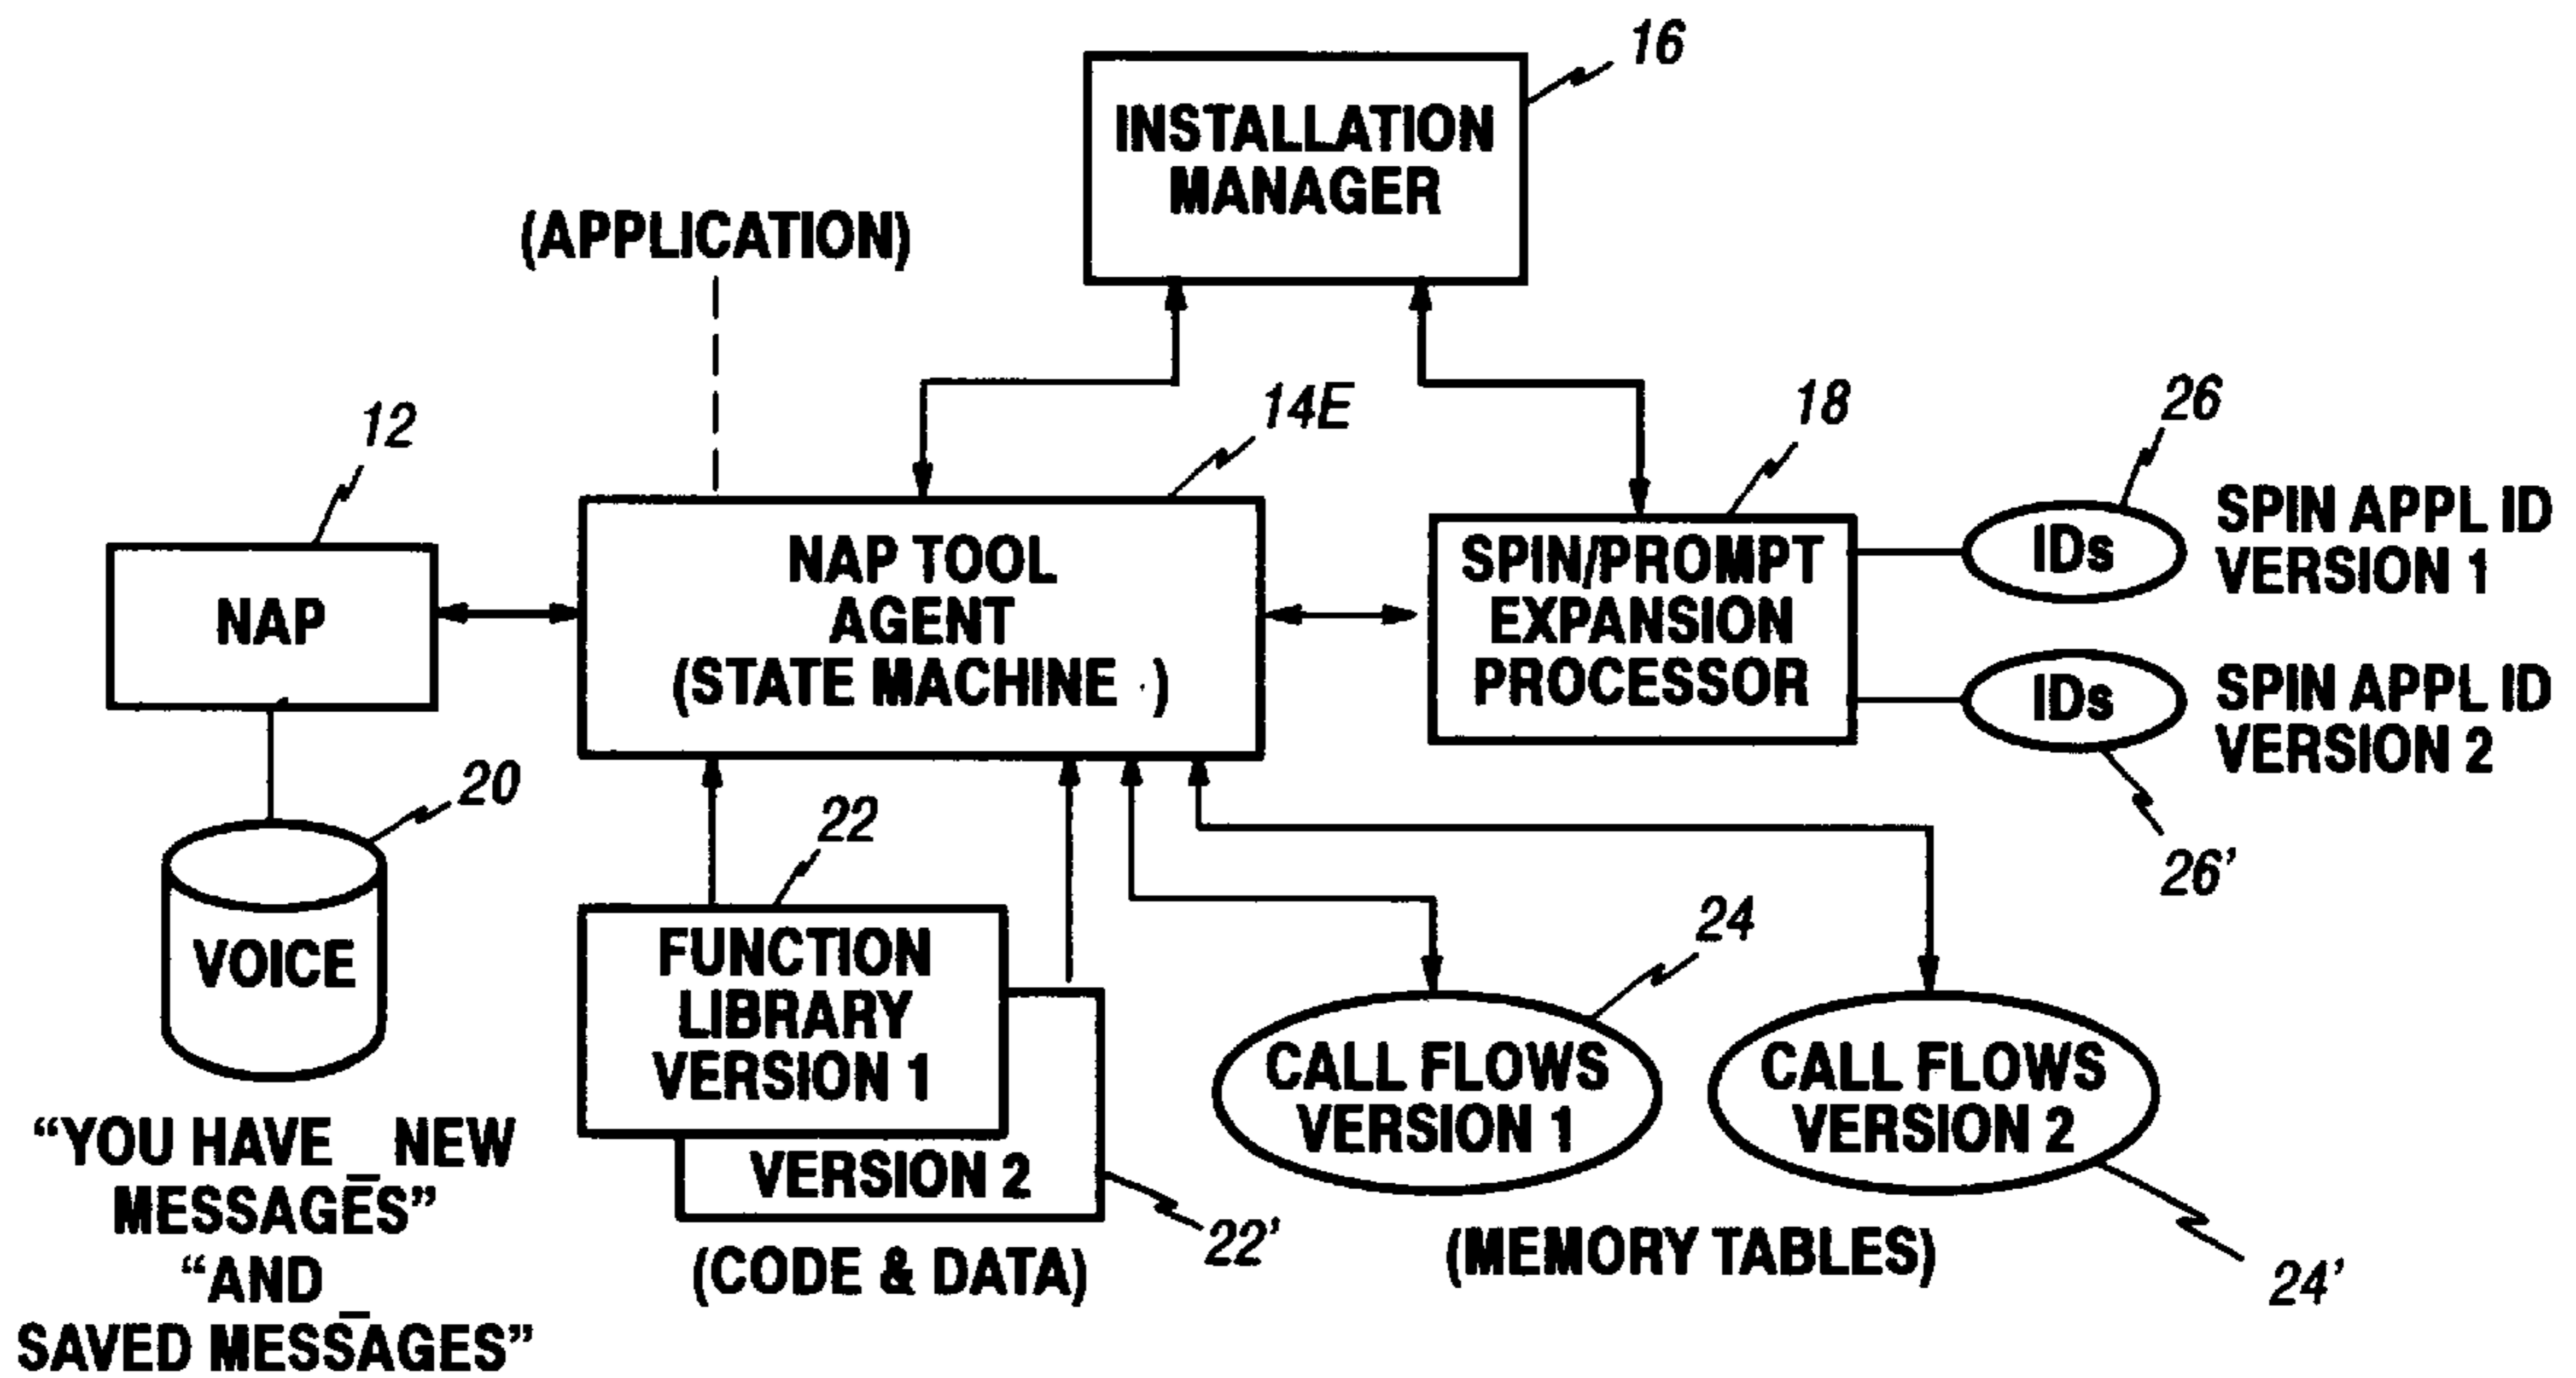 16
INSTALLATION
MANAGER
(APPLICATION)
12
14E
18
26
NAP
NAP TOOL
AGENT
(STATE MACHINE )
SPIN/PROMPT
EXPANSION
PROCESSOR
IDs
SPIN APPL ID
VERSION 1
IDs
SPIN APPL ID
VERSION 2
26'
20
VOICE
22
FUNCTION
LIBRARY
VERSION 1
VERSION 2
22'
(CODE & DATA)
24
CALL FLOWS
VERSION 1
CALL FLOWS
VERSION 2
24'
(MEMORY TABLES)
“YOU HAVE _ NEW
MESSAGES”
“AND _
SAVED MESSAGES”